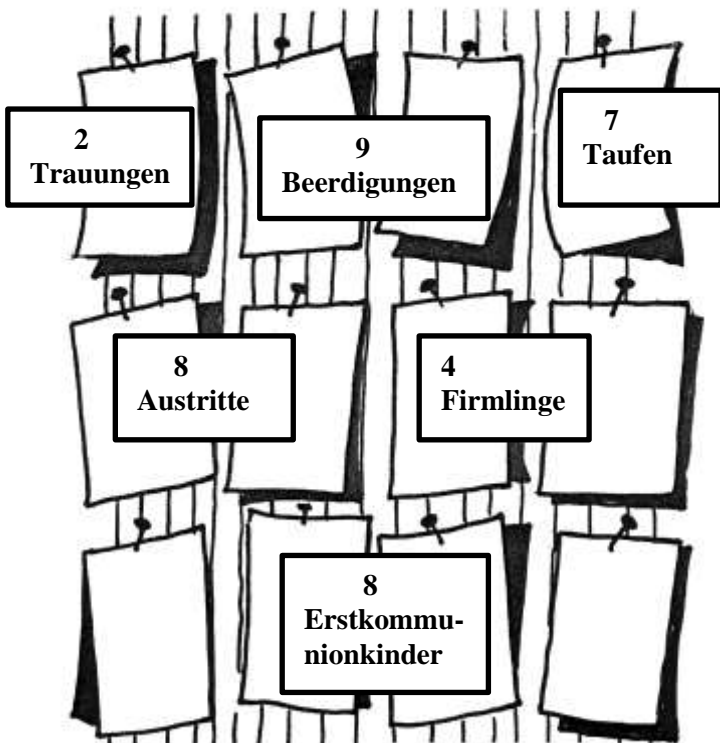 2
Trauungen
9
Beerdigungen
7
Taufen
8
Austritte
4
Firmlinge
8
Erstkommu-
nionkinder